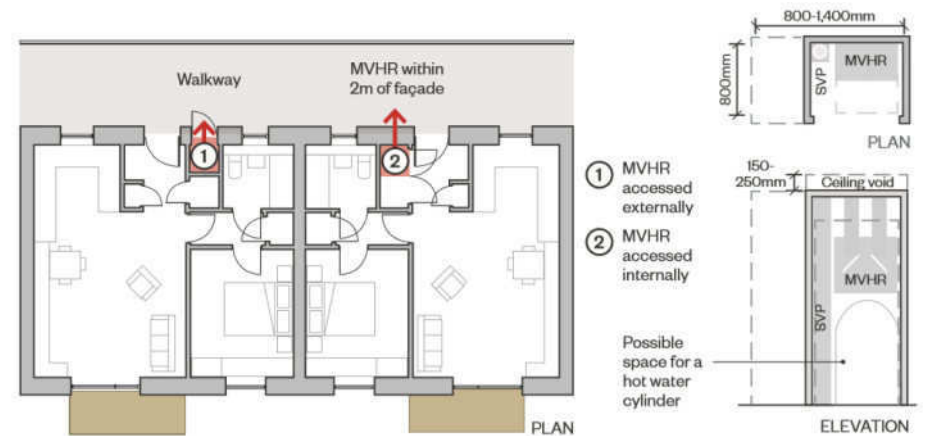 Walkway
MVHR within
2m of façade
1
2
PLAN
1 MVHR
accessed
externally
2 MVHR
accessed
internally
800-1,400mm
800mm
SVP
MVHR
PLAN
150-
250mm
Ceiling void
MVHR
SVP
Possible
space for a
hot water
cylinder
ELEVATION